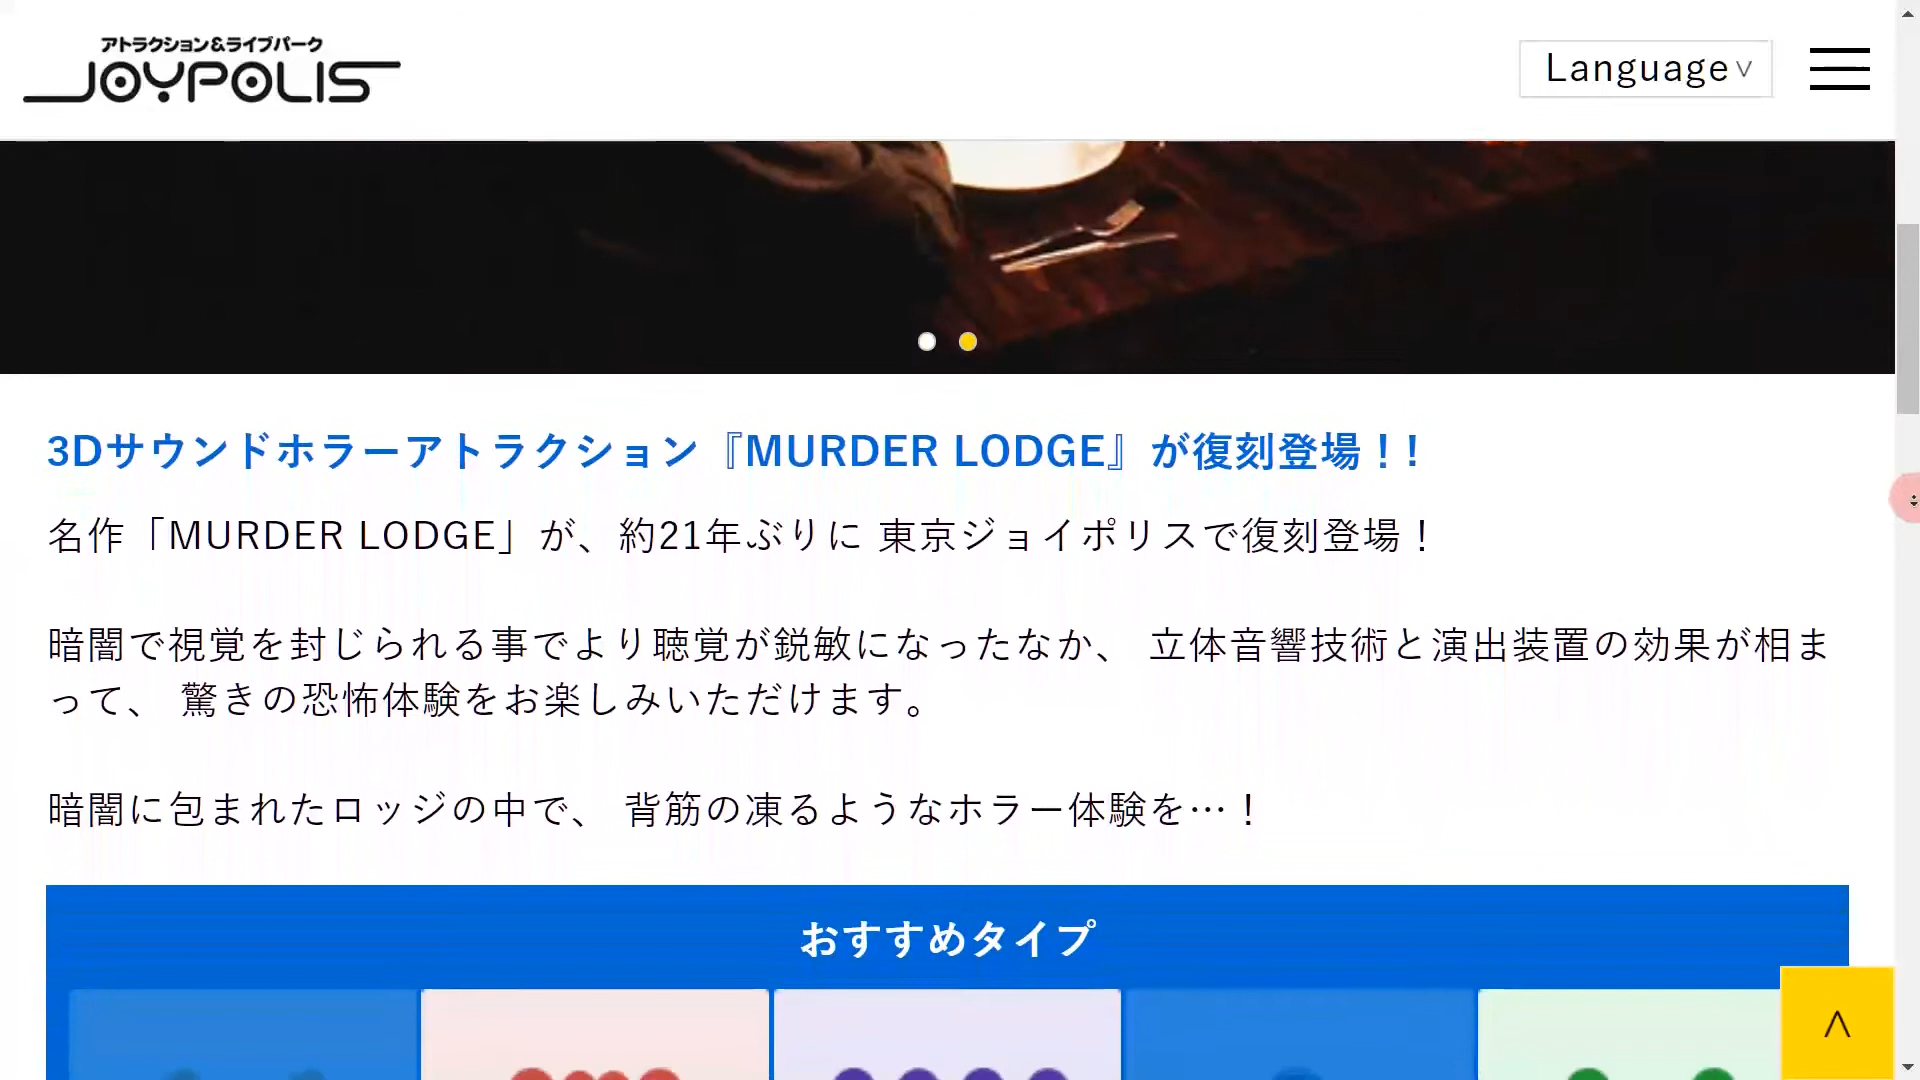 アトラクション&ライブパーク
JOYPOLIS
Language
3Dサウンドホラーアトラクション『MURDER LODGE』が復刻登場！!
名作「MURDER LODGE」が、約21年ぶりに 東京ジョイポリスで復刻登場！
暗闇で視覚を封じられる事でより聴覚が鋭敏になったなか、 立体音響技術と演出装置の効果が相ま
って、 驚きの恐怖体験をお楽しみいただけます。
暗闇に包まれたロッジの中で、 背筋の凍るようなホラー体験を…！
おすすめタイプ